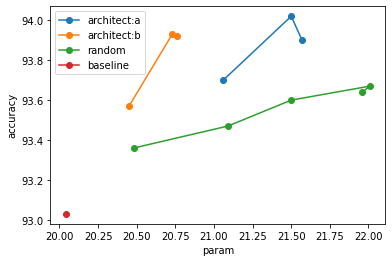 architect:a
architect:b
random
baseline
94.0
93.8
93.6
93.4
93.2
93.0
accuracy
20.00 20.25 20.50 20.75 21.00 21.25 21.50 21.75 22.00
param